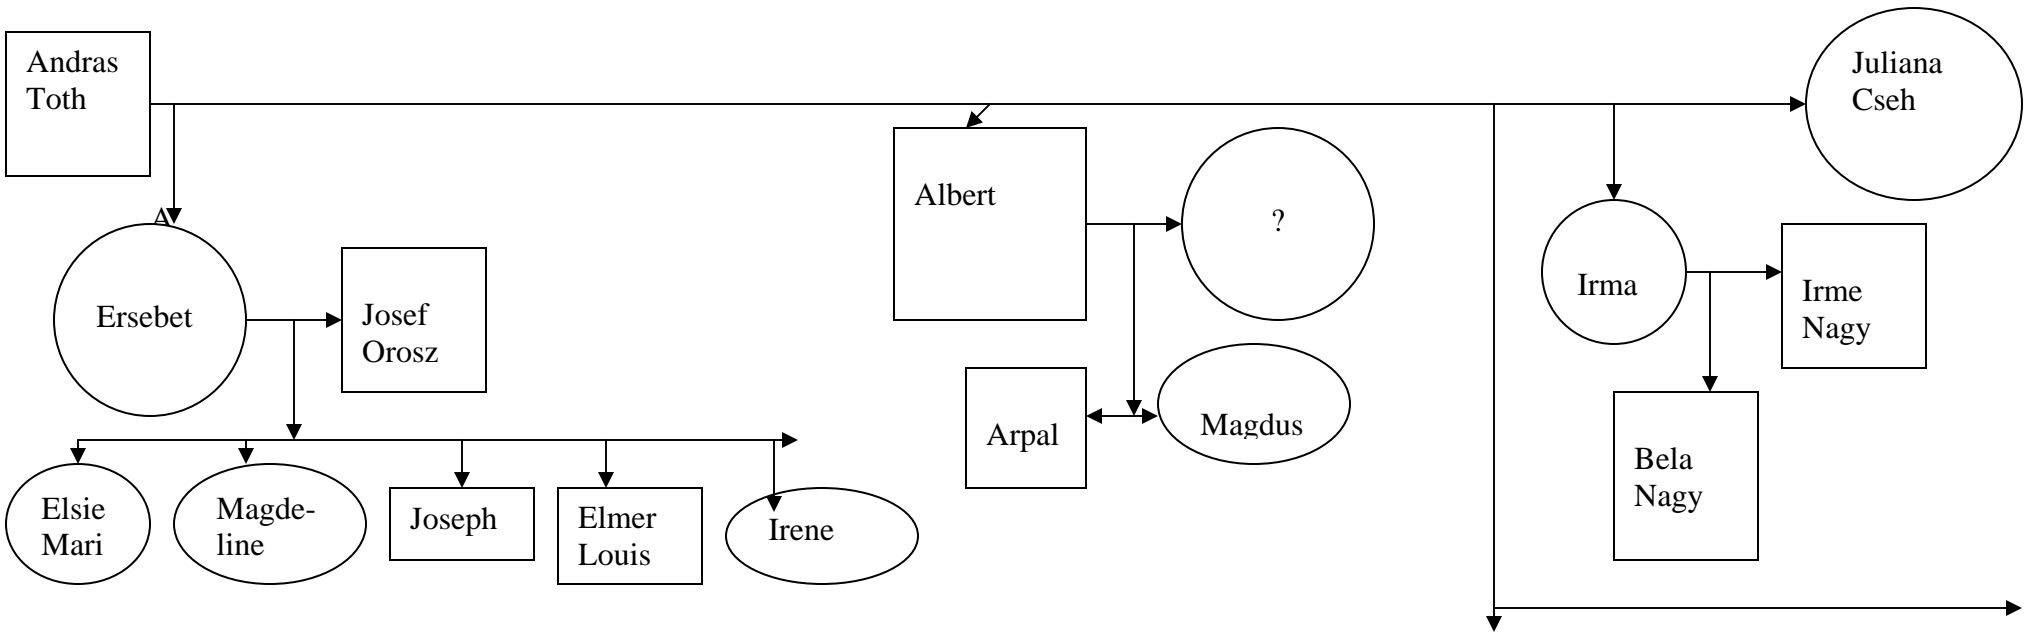 Andras
Toth
Juliana
Cseh
A
Ersebet
Josef
Orosz
Albert
?
Irma
Irme
Nagy
Arpal
Magdus
Bela
Nagy
Elsie
Mari
Magde-
line
Joseph
Elmer
Louis
Irene